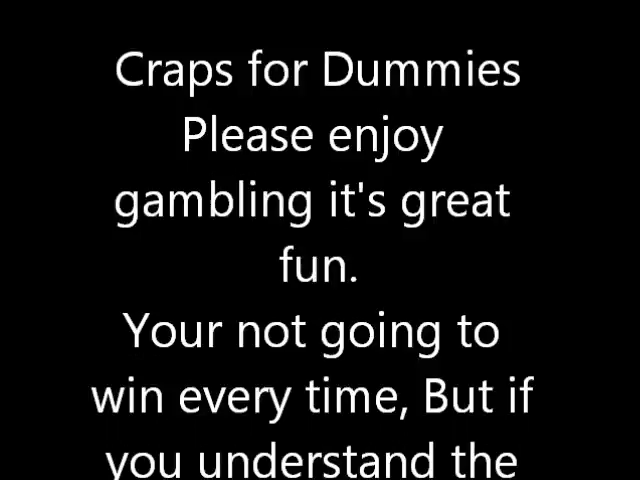 Craps for Dummies
Please enjoy
gambling it's great
fun.
Your not going to
win every time, But if
you understand the